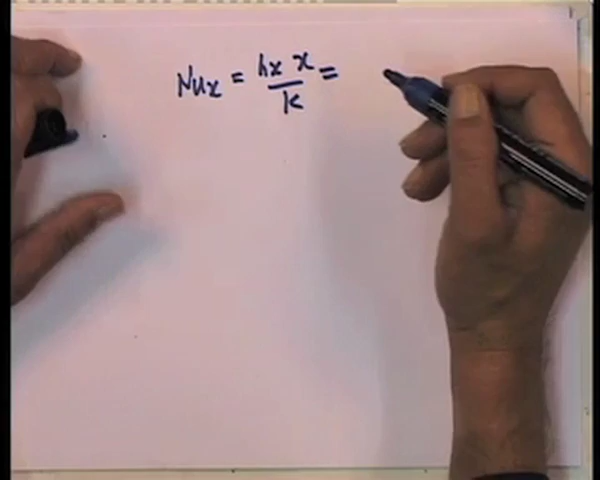 Nux = hx x / k =